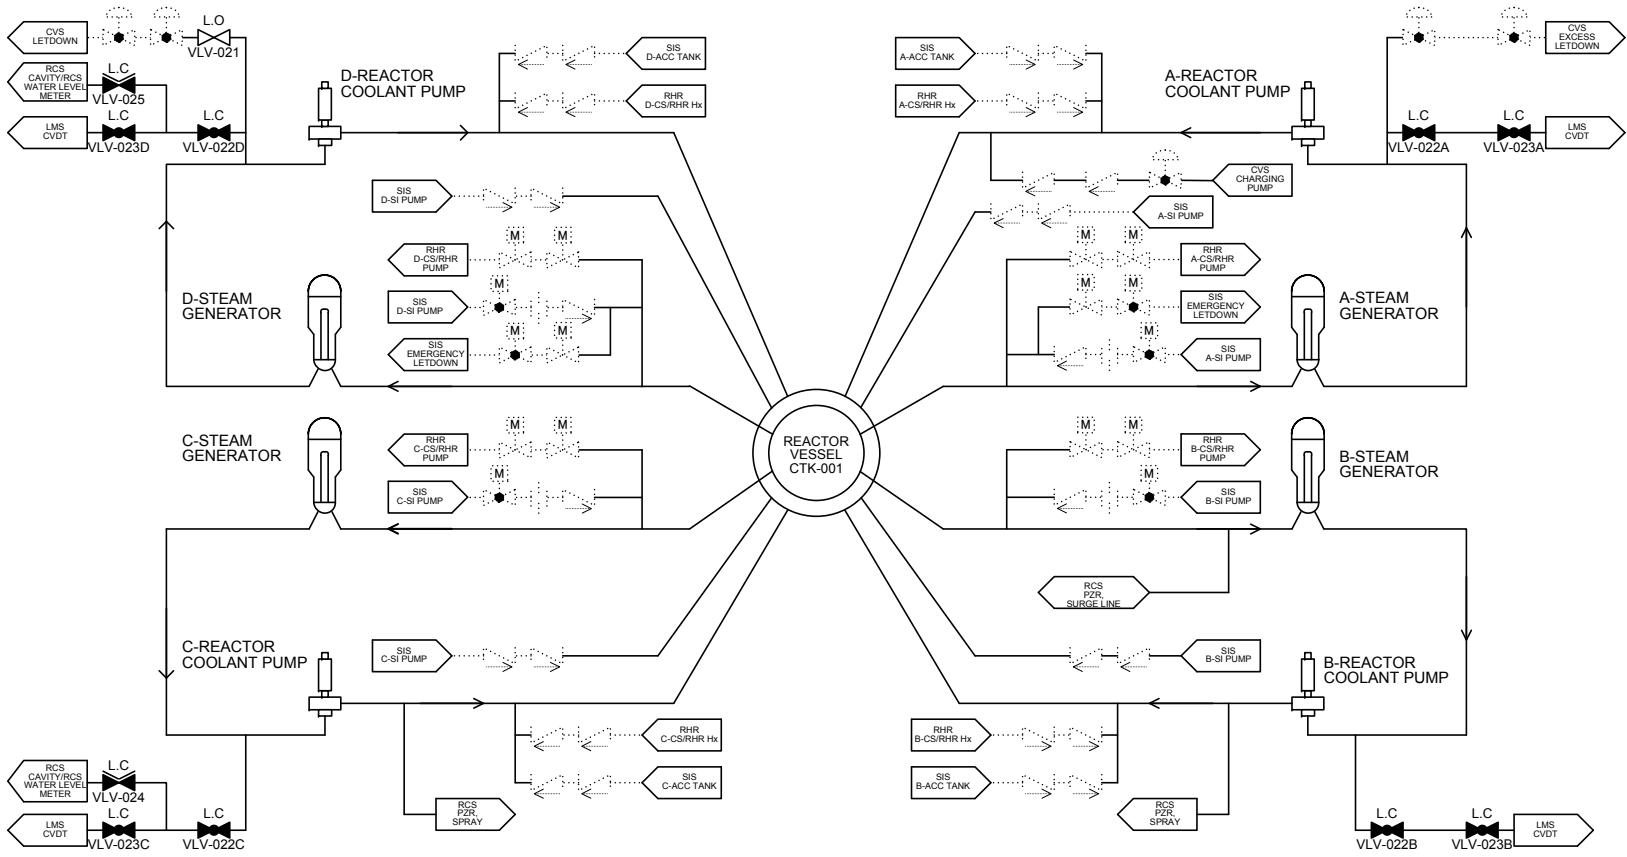 CVS
LETDOWN
L.O
VLV-021
RCS
CAVITY/RCS
WATER LEVEL
METER
L.C
VLV-025
LMS
CVDT
L.C
VLV-023D
L.C
VLV-022D
D-REACTOR
COOLANT PUMP
SIS
D-ACC TANK
RHR
D-CS/RHR Hx
SIS
A-ACC TANK
RHR
A-CS/RHR Hx
A-REACTOR
COOLANT PUMP
CVS
EXCESS
LETDOWN
L.C
VLV-022A
L.C
VLV-023A
LMS
CVDT
SIS
D-SI PUMP
CVS
CHARGING
PUMP
SIS
A-SI PUMP
M
M
RHR
D-CS/RHR
PUMP
M
SIS
D-SI PUMP
M
M
SIS
EMERGENCY
LETDOWN
D-STEAM
GENERATOR
M
M
RHR
A-CS/RHR
PUMP
M
M
SIS
EMERGENCY
LETDOWN
M
SIS
A-SI PUMP
A-STEAM
GENERATOR
REACTOR
VESSEL
CTK-001
C-STEAM
GENERATOR
M
M
RHR
C-CS/RHR
PUMP
M
SIS
C-SI PUMP
M
M
RHR
B-CS/RHR
PUMP
M
SIS
B-SI PUMP
B-STEAM
GENERATOR
RCS
PZR,
SURGE LINE
C-REACTOR
COOLANT PUMP
SIS
C-SI PUMP
SIS
B-SI PUMP
B-REACTOR
COOLANT PUMP
RHR
C-CS/RHR Hx
SIS
C-ACC TANK
RCS
PZR,
SPRAY
RHR
B-CS/RHR Hx
SIS
B-ACC TANK
RCS
PZR,
SPRAY
RCS
CAVITY/RCS
WATER LEVEL
METER
L.C
VLV-024
LMS
CVDT
L.C
VLV-023C
L.C
VLV-022C
L.C
VLV-022B
L.C
VLV-023B
LMS
CVDT